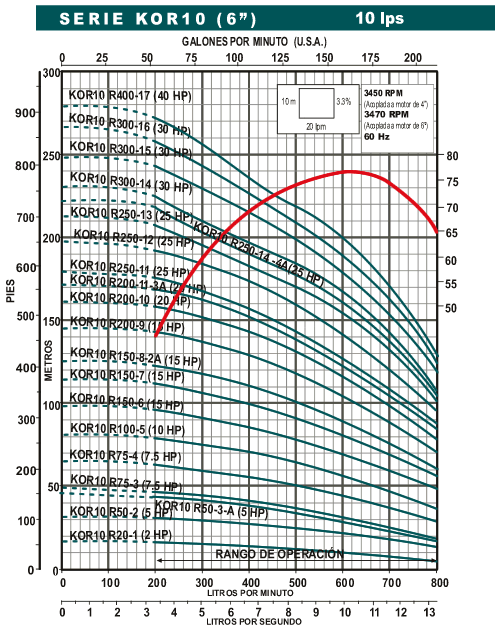 SERIE KOR10 (6”) 10 lps
GALONES POR MINUTO (U.S.A.)
0 25 50 75 100 125 150 175 200
300
KOR10 R400-17 (40 HP)
KOR10 R300-16 (30 HP)
KOR10 R300-15 (30 HP)
KOR10 R300-14 (30 HP)
KOR10 R250-13 (25 HP)
KOR10 R250-14 -4A (25 HP)
KOR10 R250-12 (25 HP)
KOR10 R250-11 (25 HP)
KOR10 R200-11-3A (20 HP)
KOR10 R200-10 (20 HP)
KOR10 R200-9 (15 HP)
KOR10 R150-8-2A (15 HP)
KOR10 R150-7 (15 HP)
KOR10 R150-6 (15 HP)
KOR10 R100-5 (10 HP)
KOR10 R75-4 (7.5 HP)
KOR10 R75-3 (7.5 HP)
KOR10 R50-3-A (5 HP)
KOR10 R50-2 (5 HP)
KOR10 R20-1 (2 HP)
RANGO DE OPERACIÓN
10 m 3.3%
20 lpm
3450 RPM
(Acoplada a motor de 4")
3470 RPM
(Acoplada a motor de 6")
60 Hz
80
75
70
65
60
55
50
PIES
900
800
700
600
500
400
300
200
100
0
METROS
250
200
150
100
50
0
0 100 200 300 400 500 600 700 800
LITROS POR MINUTO
0 1 2 3 4 5 6 7 8 9 10 11 12 13
LITROS POR SEGUNDO